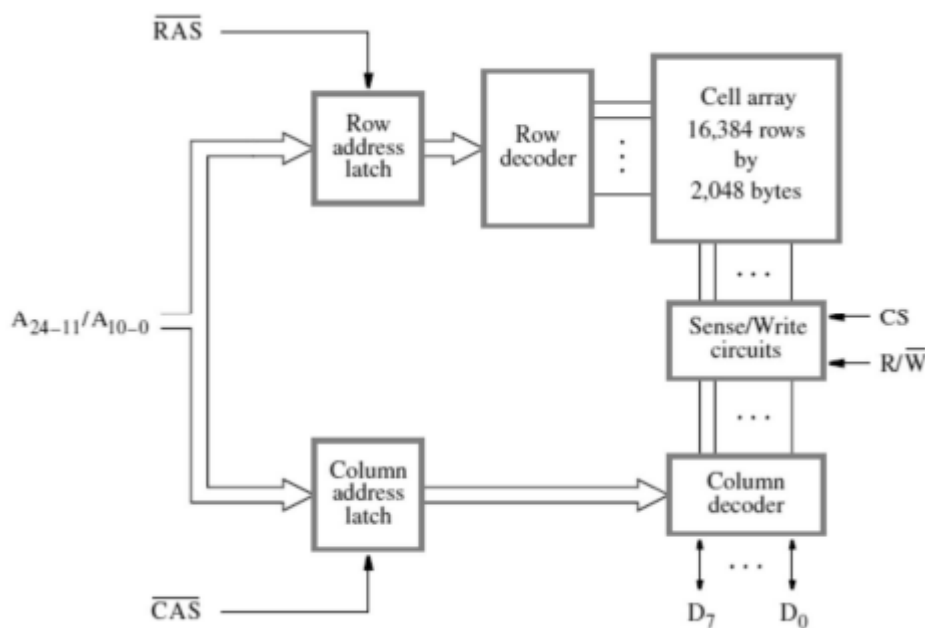 RAS
Row
address
latch
Row
decoder
Cell array
16,384 rows
by
2,048 bytes
A24–11/A10–0
Sense/Write
circuits
CS
R/W
Column
address
latch
Column
decoder
CAS
D7
D0